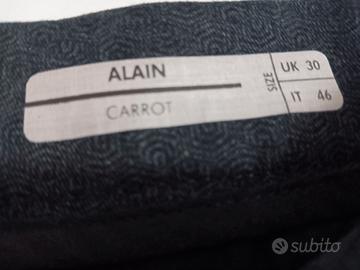 ALAIN
CARROT
SIZE
UK 30
IT 46
subito